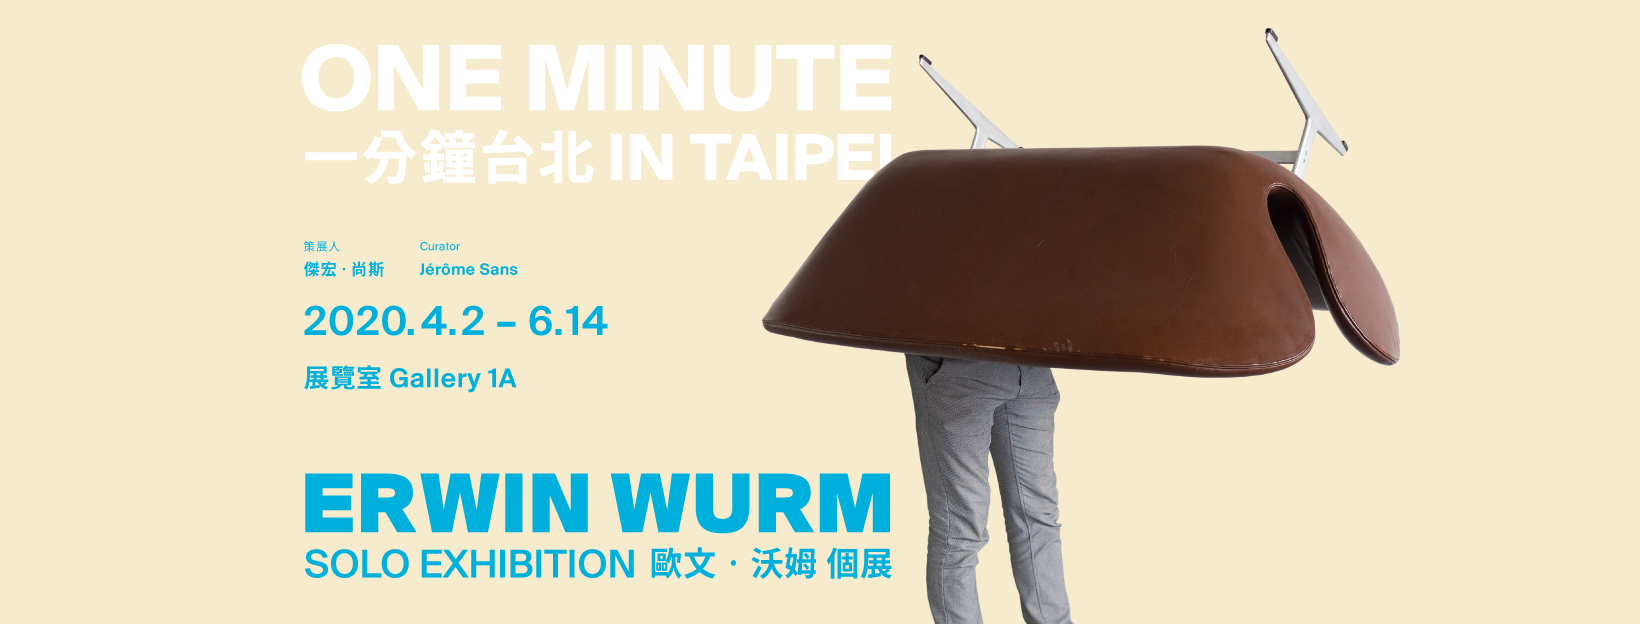 ONE MINUTE
一分鐘台北 IN TAIPEI
策展人 Curator
傑宏·尚斯 Jérôme Sans
2020.4.2 – 6.14
展覽室 Gallery 1A
ERWIN WURM
SOLO EXHIBITION 歐文·沃姆 個展